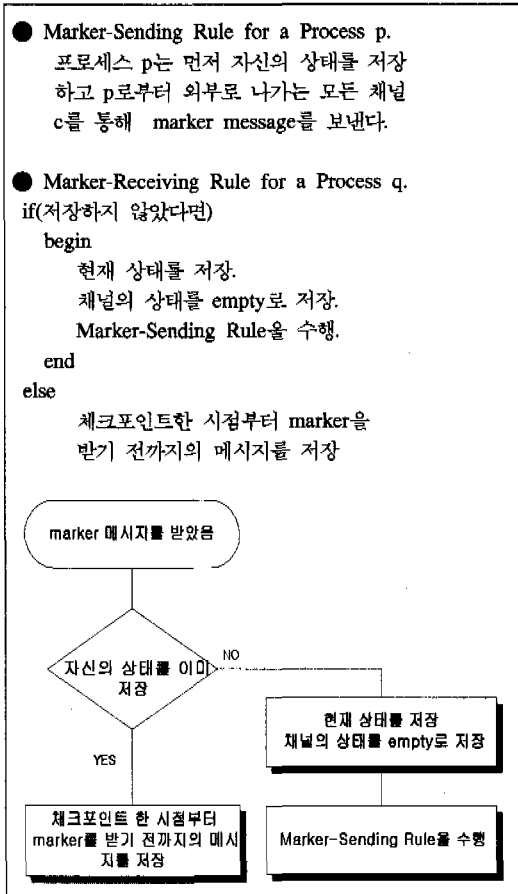 ● Marker-Sending Rule for a Process p.
프로세스 p는 먼저 자신의 상태를 저장
하고 p로부터 외부로 나가는 모든 채널
c를 통해 marker message를 보낸다.
● Marker-Receiving Rule for a Process q.
if(저장하지 않았다면)
begin
현재 상태를 저장.
채널의 상태를 empty로 저장.
Marker-Sending Rule을 수행.
end
else
체크포인트한 시점부터 marker을
받기 전까지의 메시지를 저장
marker 메시자를 받았음
자신의 상태를 이미
저장
NO
YES
현재 상태를 저장
채널의 상태를 empty로 저장
체크포인트 한 시점부터
marker를 받기 전까지의 메시
지를 저장
Marker-Sending Rule을 수행